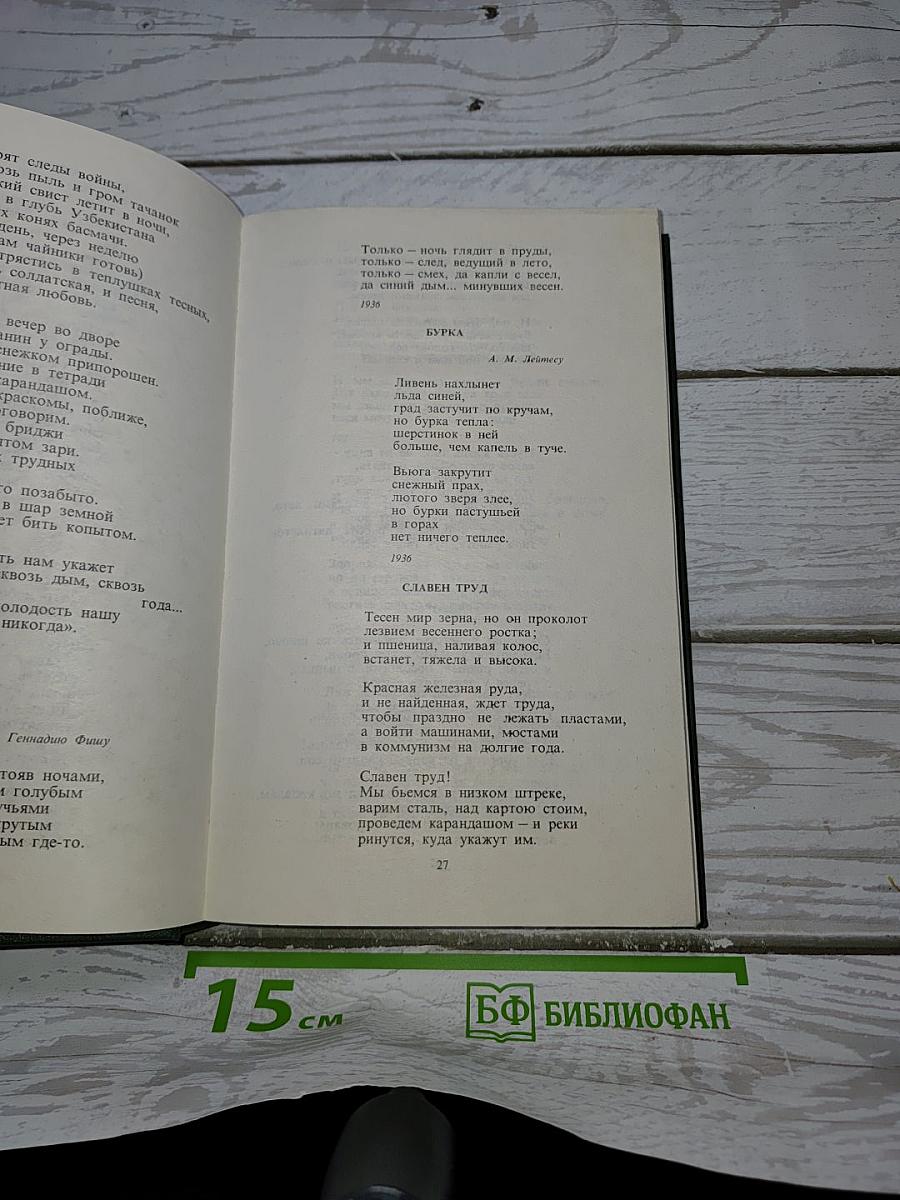 следы войны,
пыль и гром тачанок
свист летит в ночи,
в глубь Узбекистана
конях басмачи.
день, через неделю
чайники готовь)
в теплушках тесных,
солдатская, и песня,
любовь.
вечер во дворе
у ограды.
припорошен.
в тетради
карандашом.
поближе,
бриджи
зари.
трудных
позабыто.
в шар земной
бить копытом.
нам укажет
сквозь дым, сквозь
года...
нашу
никогда».
Геннадию Фишу
ночами,
голубым
где-то.
Только — ночь глядит в пруды,
только — след, ведущий в лето,
только — смех, да капли с весел,
да синий дым... минувших весен.
1936
БУРКА
А. М. Лейтесу
Ливень нахлынет
льда синей,
град застучит по кручам,
но бурка тепла:
шерстинок в ней
больше, чем капель в туче.
Вьюга закрутит
снежный прах,
лютого зверя злее,
но бурки пастушьей
в горах
нет ничего теплее.
1936
СЛАВЕН ТРУД
Тесен мир зерна, но он проколот
лезвием весеннего ростка;
и пшеница, наливая колос,
встанет, тяжела и высока.
Красная железная руда,
и не найденная, ждет труда,
чтобы праздно не лежать пластами,
а войти машинами, мостами
в коммунизм на долгие года.
Славен труд!
Мы бьемся в низком штреке,
варим сталь, над картою стоим,
проведем карандашом — и реки
ринутся, куда укажут им.
27
15 см
БФ БИБЛИОФАН